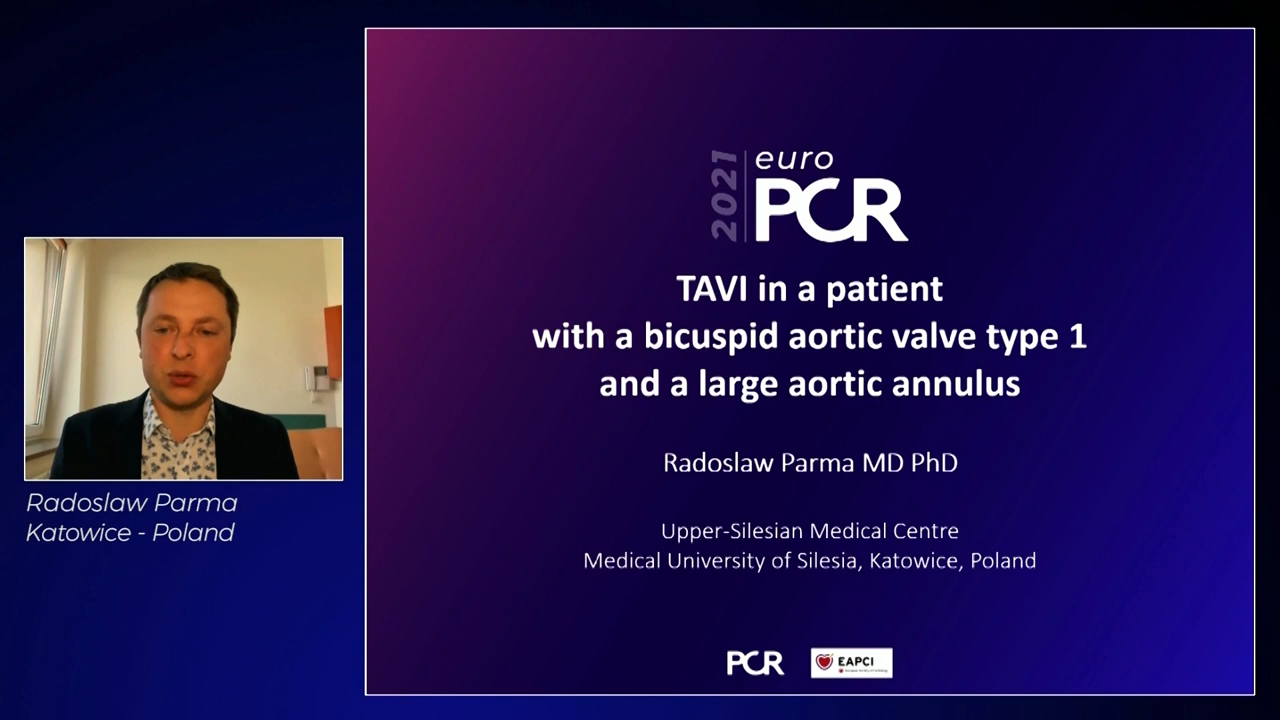 Radoslaw Parma
Katowice - Poland
2021
euro
PCR
TAVI in a patient
with a bicuspid aortic valve type 1
and a large aortic annulus
Radoslaw Parma MD PhD
Upper-Silesian Medical Centre
Medical University of Silesia, Katowice, Poland
PCR
EAPCI